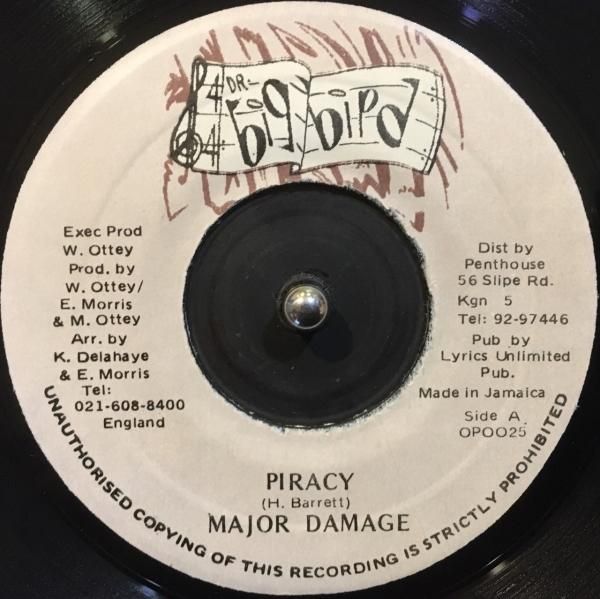 DR.
big bird
Exec Prod
W. Ottey
Prod. by
W. Ottey/
E. Morris
& M. Ottey
Arr. by
K. Delahaye
& E. Morris
Tel:
021-608-8400
England
Dist by
Penthouse
56 Slipe Rd.
Kgn 5
Tel: 92-97446
Pub by
Lyrics Unlimited
Pub.
Made in Jamaica
Side A
OPOO25
PIRACY
(H. Barrett)
MAJOR DAMAGE
UNAUTHORISED COPYING OF THIS RECORDING IS STRICTLY PROHIBITED